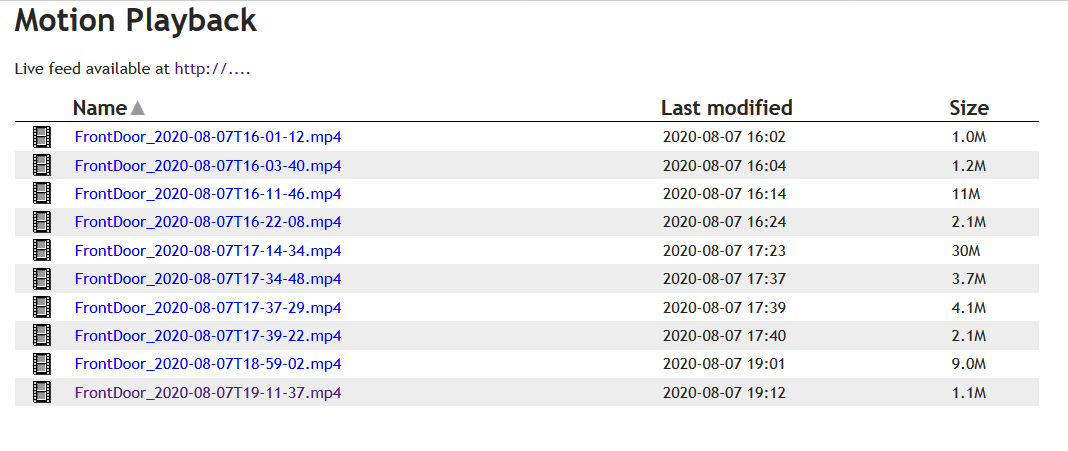 Motion Playback
Live feed available at http://....
Name Last modified Size
FrontDoor_2020-08-07T16-01-12.mp4 2020-08-07 16:02 1.0M
FrontDoor_2020-08-07T16-03-40.mp4 2020-08-07 16:04 1.2M
FrontDoor_2020-08-07T16-11-46.mp4 2020-08-07 16:14 11M
FrontDoor_2020-08-07T16-22-08.mp4 2020-08-07 16:24 2.1M
FrontDoor_2020-08-07T17-14-34.mp4 2020-08-07 17:23 30M
FrontDoor_2020-08-07T17-34-48.mp4 2020-08-07 17:37 3.7M
FrontDoor_2020-08-07T17-37-29.mp4 2020-08-07 17:39 4.1M
FrontDoor_2020-08-07T17-39-22.mp4 2020-08-07 17:40 2.1M
FrontDoor_2020-08-07T18-59-02.mp4 2020-08-07 19:01 9.0M
FrontDoor_2020-08-07T19-11-37.mp4 2020-08-07 19:12 1.1M